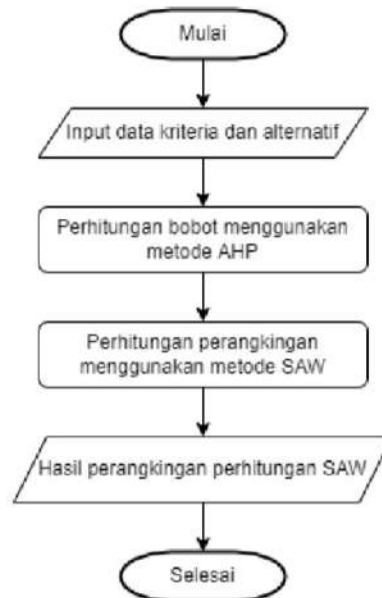 Mulai
Input data kriteria dan alternatif
Perhitungan bobot menggunakan
metode AHP
Perhitungan perangkingan
menggunakan metode SAW
Hasil perangkingan perhitungan SAW
Selesai